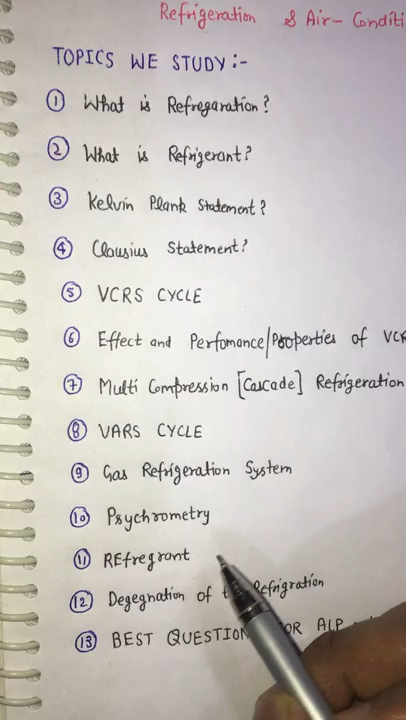 Refrigeration & Air-Conditi
TOPICS WE STUDY:-
① What is Refregaration?
② What is Refrigerant?
③ Kelvin Plank Statement?
④ Clausius Statement?
⑤ VCRS CYCLE
⑥ Effect and Perfomance/Properties of VCR
⑦ Multi Compression [Cascade] Refrigeration
⑧ VARS CYCLE
⑨ Gas Refrigeration System
⑩ Psychrometry
⑪ REfregrant
⑫ Degegnation of t Refrigration
⑬ BEST QUESTION OR ALP